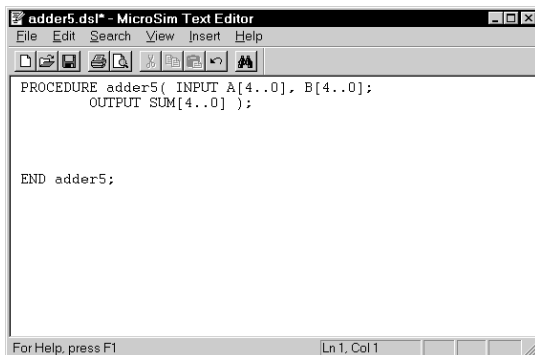 adder5.dsl* - MicroSim Text Editor
File Edit Search View Insert Help
PROCEDURE adder5( INPUT A[4..0], B[4..0];
OUTPUT SUM[4..0] );
END adder5;
For Help, press F1 Ln 1, Col 1